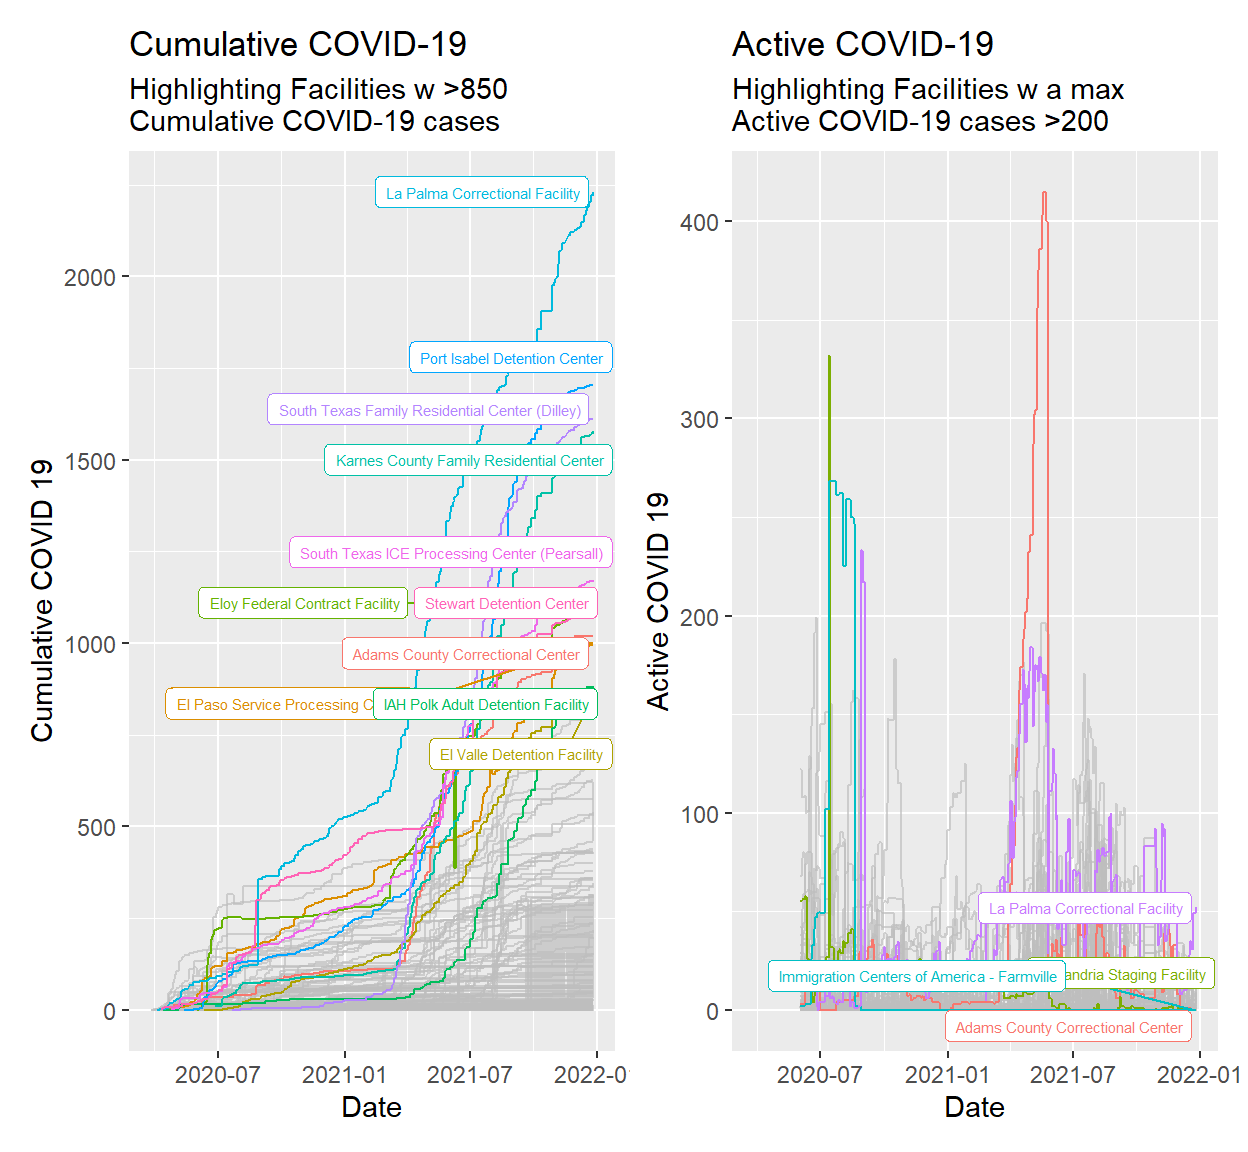 Cumulative COVID-19
Highlighting Facilities w >850
Cumulative COVID-19 cases
Cumulative COVID 19
2000
1500
1000
500
0
La Palma Correctional Facility
Port Isabel Detention Center
South Texas Family Residential Center (Dilley)
Karnes County Family Residential Center
South Texas ICE Processing Center (Pearsall)
Eloy Federal Contract Facility
Stewart Detention Center
Adams County Correctional Center
El Paso Service Processing C
IAH Polk Adult Detention Facility
El Valle Detention Facility
2020-07
2021-01
2021-07
2022-0
Date
Active COVID-19
Highlighting Facilities w a max
Active COVID-19 cases >200
Active COVID 19
400
300
200
100
0
La Palma Correctional Facility
Immigration Centers of America - Farmville
andria Staging Facility
Adams County Correctional Center
2020-07
2021-01
2021-07
2022-01
Date